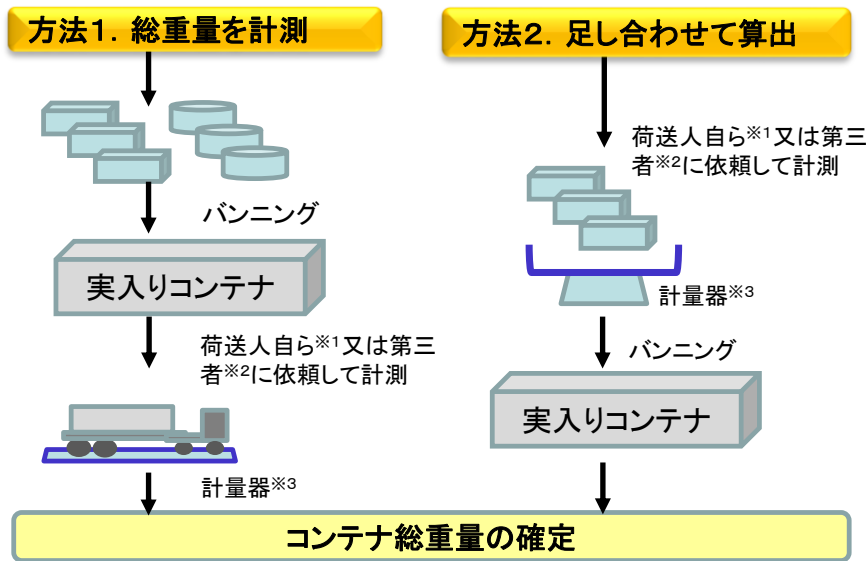 方法1．総重量を計測
バンニング
実入りコンテナ
荷送人自ら※1又は第三
者※2に依頼して計測
計量器※3
方法2．足し合わせて算出
荷送人自ら※1又は第三
者※2に依頼して計測
計量器※3
バンニング
実入りコンテナ
コンテナ総重量の確定